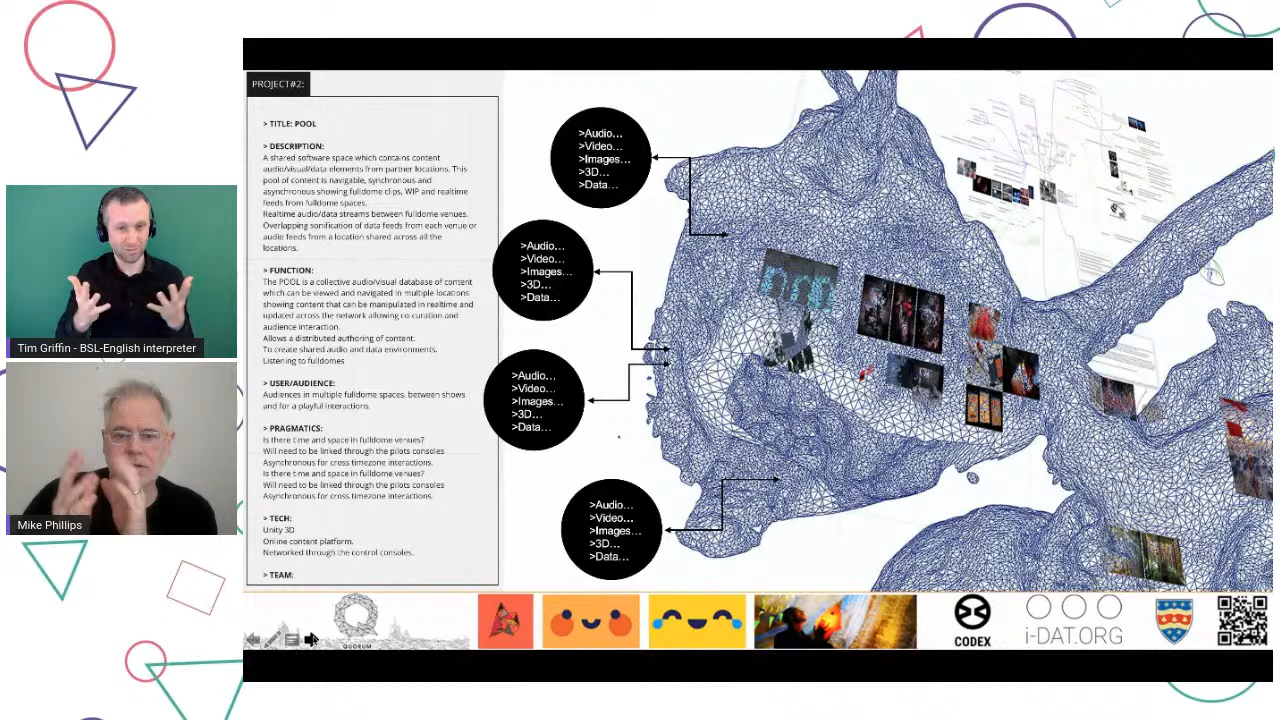 PROJECT#2:
> TITLE: POOL
> DESCRIPTION:
A shared software space which contains content
audio/visual/data elements from partner locations. This
pool of content is navigable, synchronous and
asynchronous showing fulldome clips, WIP and realtime
feeds from fulldome spaces.
Realtime audio/data streams between fulldome venues.
Overlapping sonification of data feeds from each venue or
audio feeds from a location shared across all the
locations.
> FUNCTION:
The POOL is a collective audio/visual database of content
which can be viewed and navigated in multiple locations
showing content that can be manipulated in realtime and
updated across the network allowing co-curation and
audience interaction.
Allows a distributed authoring of content.
To create shared audio and data environments.
Listening to fulldomes
> USER/AUDIENCE:
Audiences in multiple fulldome spaces, between shows
and for a playful interactions.
> PRAGMATICS:
Is there time and space in fulldome venues?
Will need to be linked through the pilots consoles
Asynchronous for cross timezone interactions.
Is there time and space in fulldome venues?
Will need to be linked through the pilots consoles
Asynchronous for cross timezone interactions.
> TECH:
Unity 3D
Online content platform.
Networked through the control consoles.
> TEAM:
>Audio...
>Video...
>Images...
>3D...
>Data...
>Audio...
>Video...
>Images...
>3D...
>Data...
>Audio...
>Video...
>Images...
>3D...
>Data...
>Audio...
>Video...
>Images...
>3D...
>Data...
Tim Griffin - BSL-English interpreter
Mike Phillips
QUORUM
CODEX
i-DAT.ORG